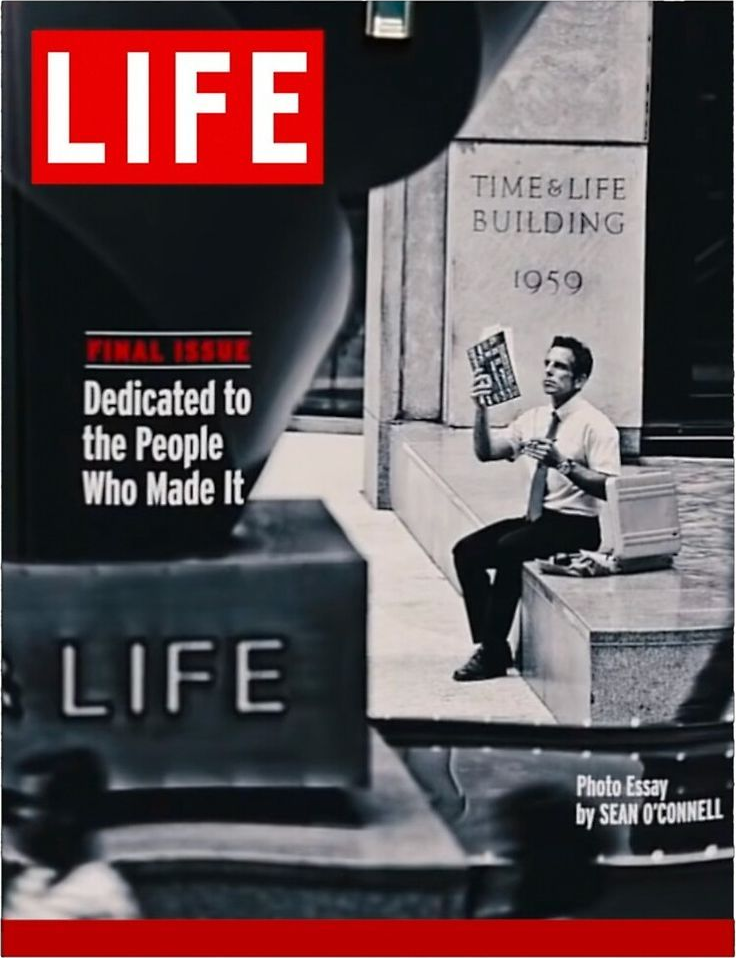 LIFE
TIME & LIFE
BUILDING
1959
FINAL ISSUE
Dedicated to
the People
Who Made It
LIFE
Photo Essay
by SEAN O'CONNELL